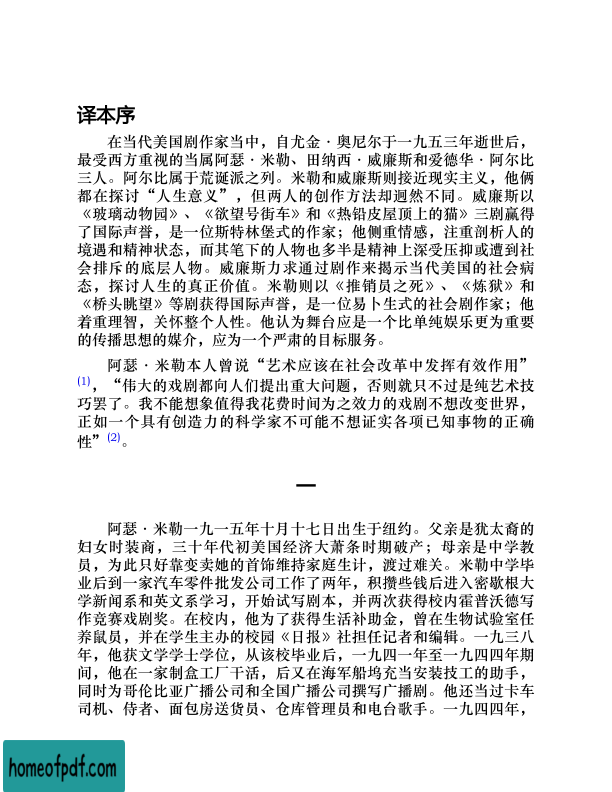 译本序
在当代美国剧作家当中，自尤金·奥尼尔于一九五三年逝世后，
最受西方重视的当属阿瑟·米勒、田纳西·威廉斯和爱德华·阿尔比
三人。阿尔比属于荒诞派之列。米勒和威廉斯则接近现实主义，他俩
都在探讨“人生意义”，但两人的创作方法却迥然不同。威廉斯以
《玻璃动物园》、《欲望号街车》和《热铅皮屋顶上的猫》三剧赢得
了国际声誉，是一位斯特林堡式的作家；他侧重情感，注重剖析人的
境遇和精神状态，而其笔下的人物也多半是精神上深受压抑或遭到社
会排斥的底层人物。威廉斯力求通过剧作来揭示当代美国的社会病
态，探讨人生的真正价值。米勒则以《推销员之死》、《炼狱》和
《桥头眺望》等剧获得国际声誉，是一位易卜生式的社会剧作家；他
着重理智，关怀整个人性。他认为舞台应是一个比单纯娱乐更为重要
的传播思想的媒介，应为一个严肃的目标服务。
阿瑟·米勒本人曾说“艺术应该在社会改革中发挥有效作用”
(1)，“伟大的戏剧都向人们提出重大问题，否则就只不过是纯艺术技
巧罢了。我不能想象值得我花费时间为之效力的戏剧不想改变世界，
正如一个具有创造力的科学家不可能不想证实各项已知事物的正确
性”(2)。
一
阿瑟·米勒一九一五年十月十七日出生于纽约。父亲是犹太裔的
妇女时装商，三十年代初美国经济大萧条时期破产；母亲是中学教
员，为此只好靠变卖她的首饰维持家庭生计，渡过难关。米勒中学毕
业后到一家汽车零件批发公司工作了两年，积攒些钱后进入密歇根大
学新闻系和英文系学习，开始试写剧本，并两次获得校内霍普沃德写
作竞赛戏剧奖。在校内，他为了获得生活补助金，曾在生物试验室任
养鼠员，并在学生主办的校园《日报》社担任记者和编辑。一九三八
年，他获文学学士学位，从该校毕业后，一九四一年至一九四四年期
间，他在一家制盒工厂干活，后又在海军船坞充当安装技工的助手，
同时为哥伦比亚广播公司和全国广播公司撰写广播剧。他还当过卡车
司机、侍者、面包房送货员、仓库管理员和电台歌手。一九四四年，
homeofpdf.com